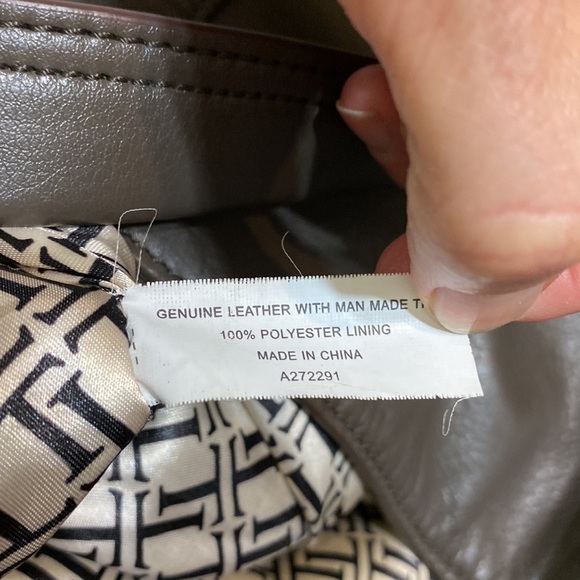 GENUINE LEATHER WITH MAN MADE
100% POLYESTER LINING
MADE IN CHINA
A272291